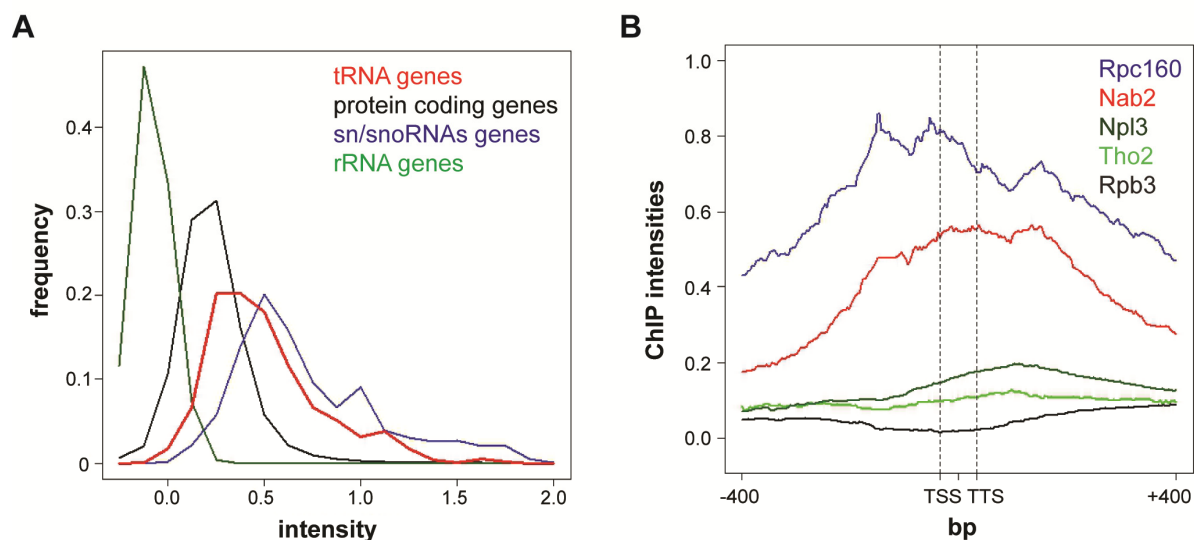 A
tRNA genes
protein coding genes
sn/snoRNAs genes
rRNA genes
frequency
0.4
0.3
0.2
0.1
0
0.0
0.5
1.0
1.5
2.0
intensity
B
Rpc160
Nab2
Npl3
Tho2
Rpb3
ChIP intensities
1.0
0.8
0.6
0.4
0.2
0.0
-400
TSS TTS
+400
bp